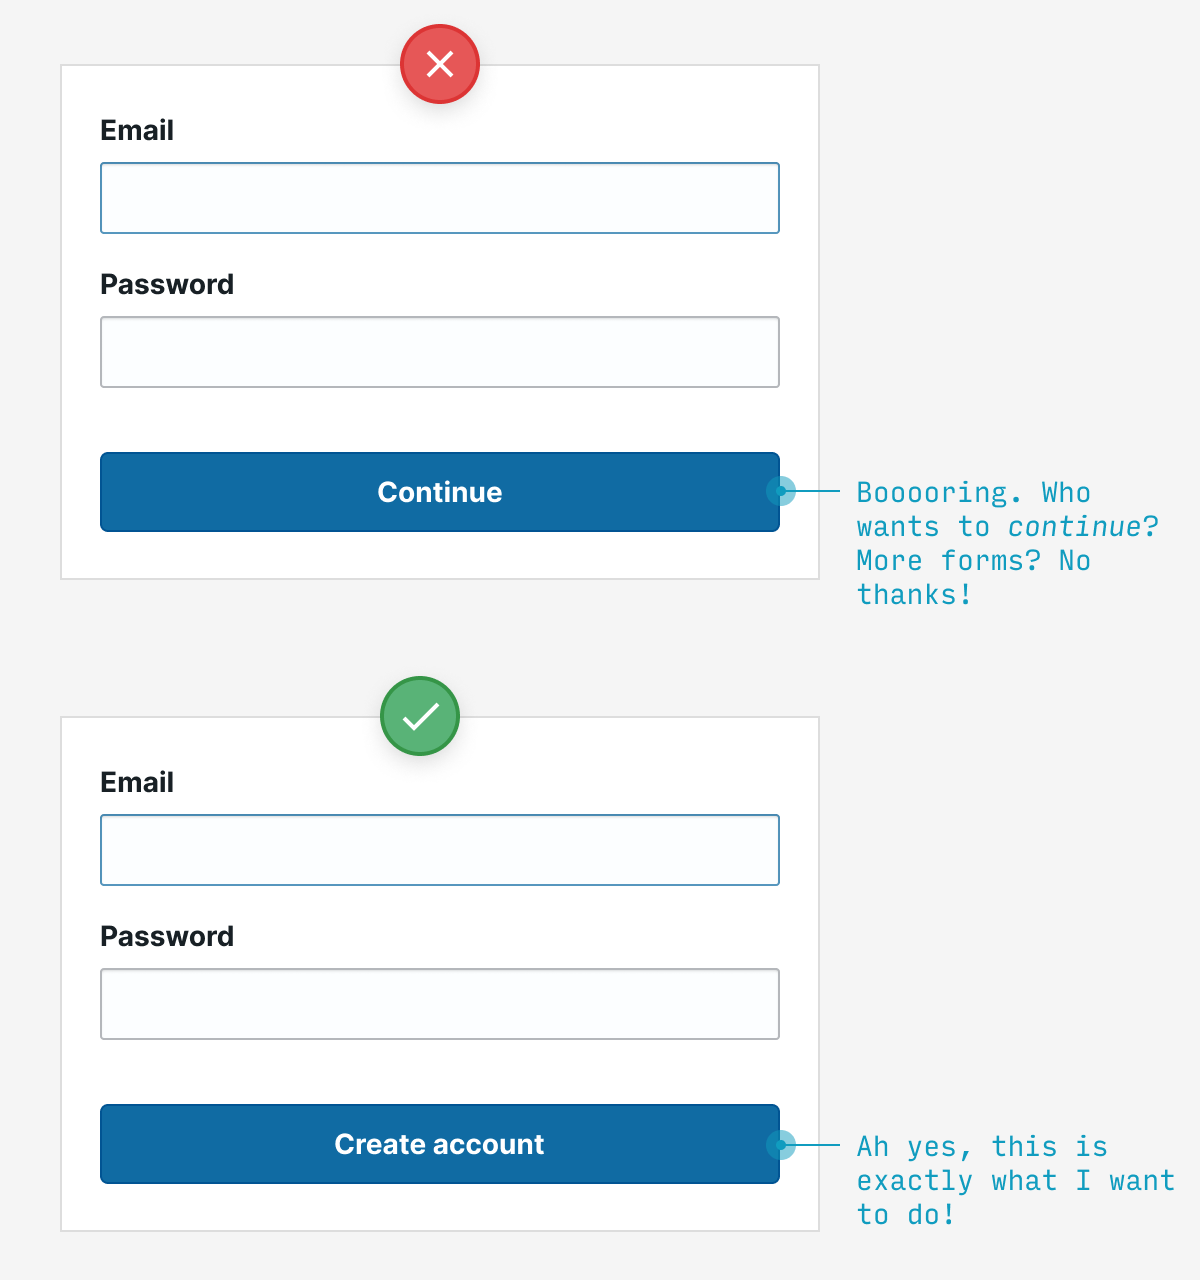 Email
Password
Continue
Booooring. Who
wants to continue?
More forms? No
thanks!
Email
Password
Create account
Ah yes, this is
exactly what I want
to do!